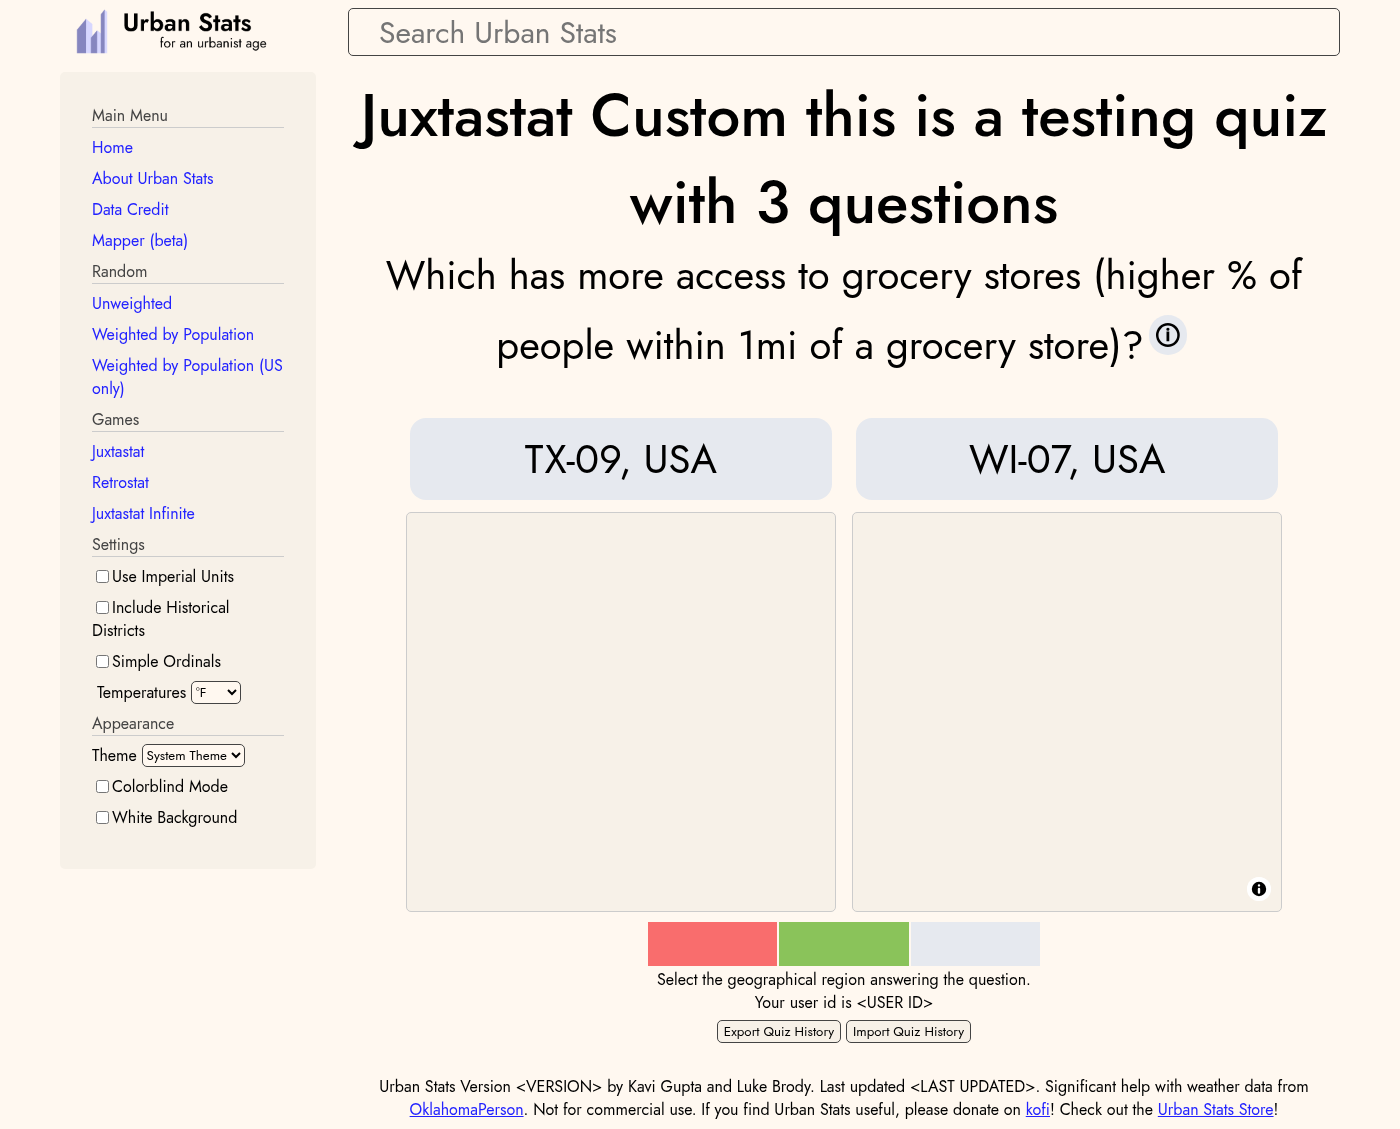 Urban Stats
for an urbanist age
Search Urban Stats
Main Menu
Home
About Urban Stats
Data Credit
Mapper (beta)
Random
Unweighted
Weighted by Population
Weighted by Population (US
only)
Games
Juxtastat
Retrostat
Juxtastat Infinite
Settings
Use Imperial Units
Include Historical
Districts
Simple Ordinals
Temperatures °F
Appearance
Theme System Theme
Colorblind Mode
White Background
Juxtastat Custom this is a testing quiz
with 3 questions
Which has more access to grocery stores (higher % of
people within 1mi of a grocery store)?
TX-09, USA
WI-07, USA
Select the geographical region answering the question.
Your user id is <USER ID>
Export Quiz History Import Quiz History
Urban Stats Version <VERSION> by Kavi Gupta and Luke Brody. Last updated <LAST UPDATED>. Significant help with weather data from
OklahomaPerson. Not for commercial use. If you find Urban Stats useful, please donate on kofi! Check out the Urban Stats Store!